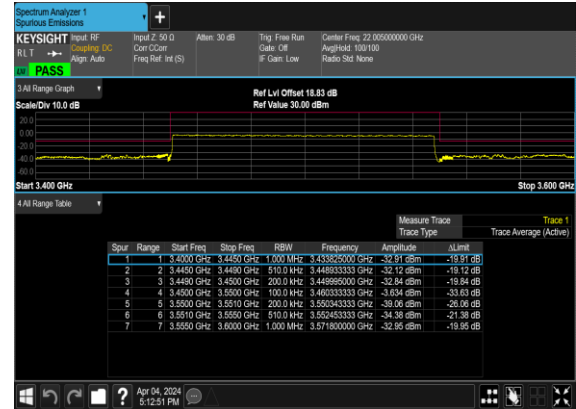 Spectrum Analyzer 1
Spurious Emissions
+
KEYSIGHT Input: RF Input Z: 50 Ω Atten: 30 dB Trig: Free Run Center Freq: 22.005000000 GHz
RLT Coupling: DC Corr CCorr Gate: Off Avg|Hold: 100/100
Align: Auto Freq Ref: Int (S) IF Gain: Low Radio Std: None
LV PASS
3 All Range Graph
Ref Lvl Offset 18.83 dB
Scale/Div 10.0 dB Ref Value 30.00 dBm
20.0
0.00
-20.0
-40.0
-60.0
Start 3.400 GHz Stop 3.600 GHz
4 All Range Table
Measure Trace Trace 1
Trace Type Trace Average (Active)
Spur Range Start Freq Stop Freq RBW Frequency Amplitude ΔLimit
1 1 3.4000 GHz 3.4450 GHz 1.000 MHz 3.433825000 GHz -32.91 dBm -19.91 dB
2 2 3.4450 GHz 3.4490 GHz 510.0 kHz 3.448933333 GHz -32.12 dBm -19.12 dB
3 3 3.4490 GHz 3.4500 GHz 200.0 kHz 3.449995000 GHz -32.84 dBm -19.84 dB
4 4 3.4500 GHz 3.5500 GHz 100.0 kHz 3.460333333 GHz -3.634 dBm -33.63 dB
5 5 3.5500 GHz 3.5510 GHz 200.0 kHz 3.550343333 GHz -39.06 dBm -26.06 dB
6 6 3.5510 GHz 3.5550 GHz 510.0 kHz 3.552453333 GHz -34.38 dBm -21.38 dB
7 7 3.5550 GHz 3.6000 GHz 1.000 MHz 3.571800000 GHz -32.95 dBm -19.95 dB
? Apr 04, 2024
5:12:51 PM